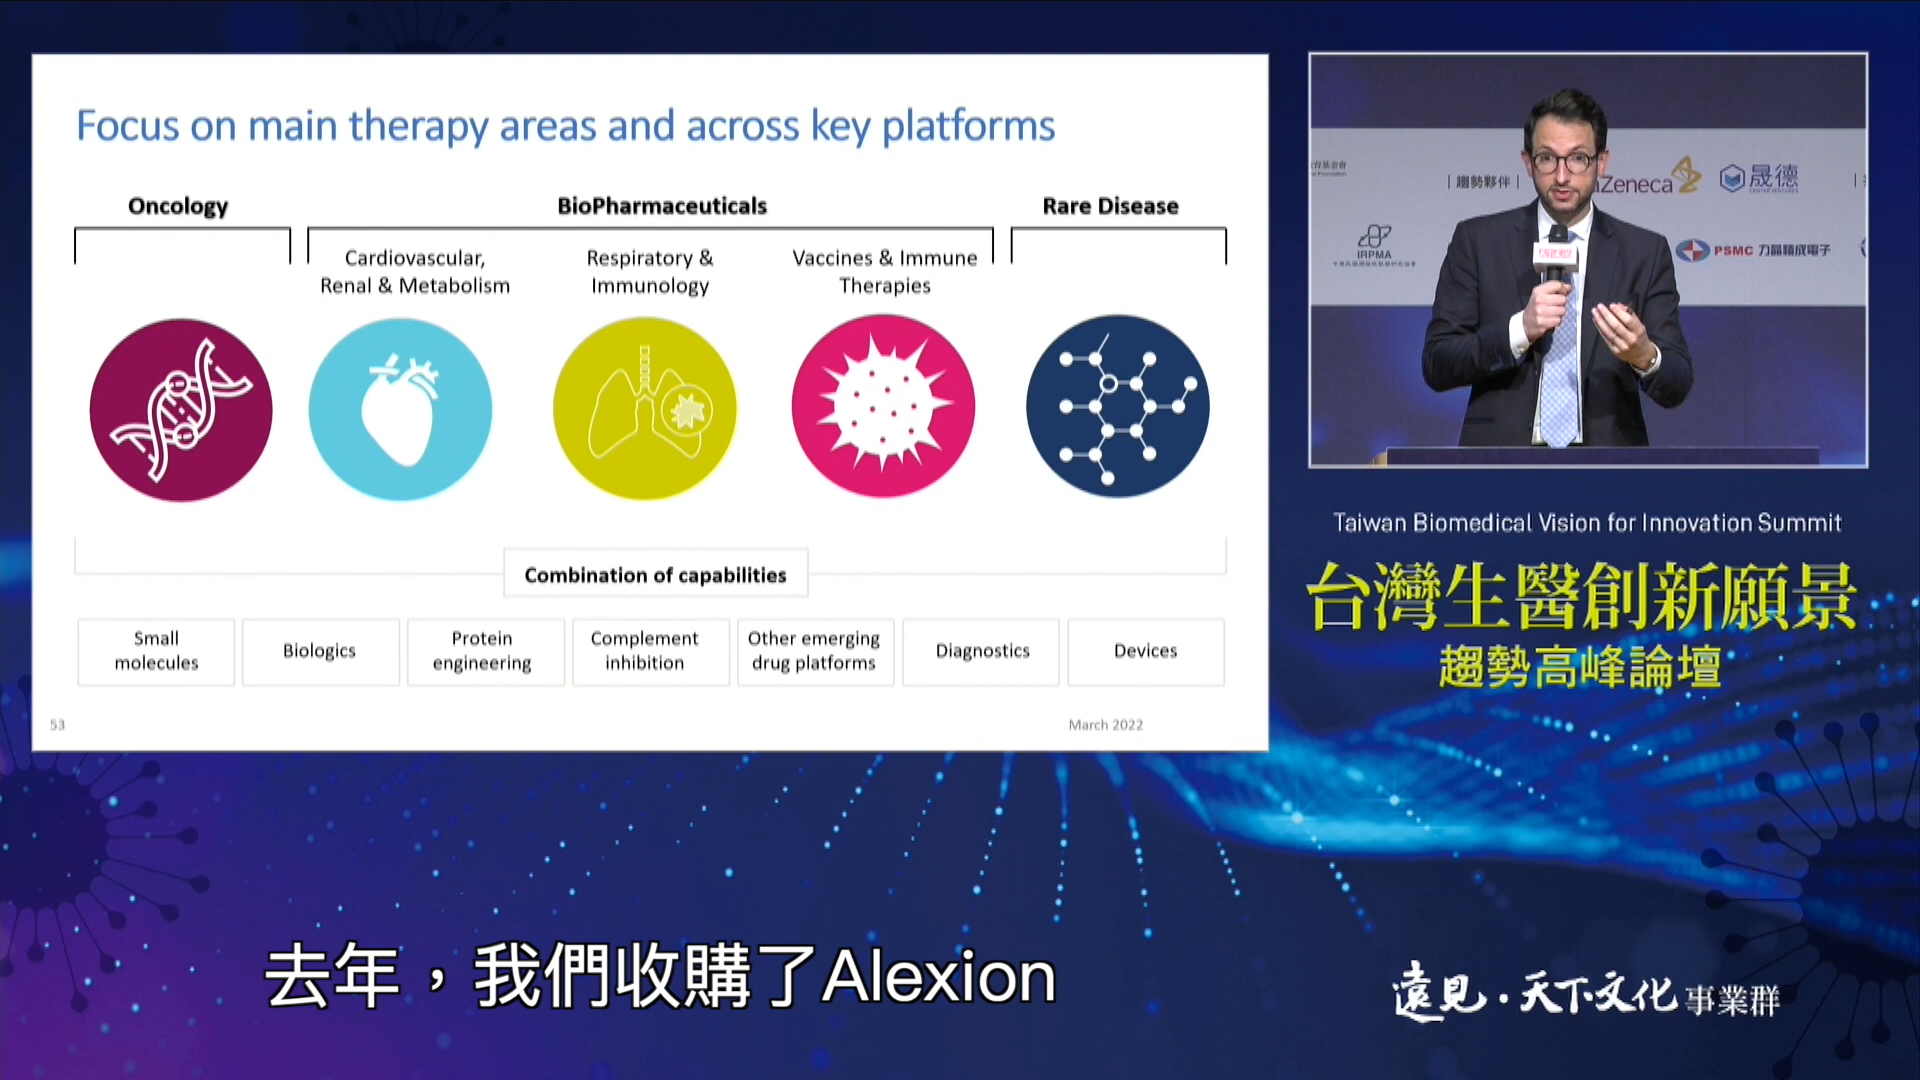 Focus on main therapy areas and across key platforms
Oncology
BioPharmaceuticals
Rare Disease
Cardiovascular,
Renal & Metabolism
Respiratory &
Immunology
Vaccines & Immune
Therapies
Combination of capabilities
Small
molecules
Biologics
Protein
engineering
Complement
inhibition
Other emerging
drug platforms
Diagnostics
Devices
53
March 2022
趨勢夥伴
Zeneca
晟德
IRPMA
PSMC 力晶積成電子
Taiwan Biomedical Vision for Innovation Summit
台灣生醫創新願景
趨勢高峰論壇
去年，我們收購了Alexion
遠見·天下文化事業群